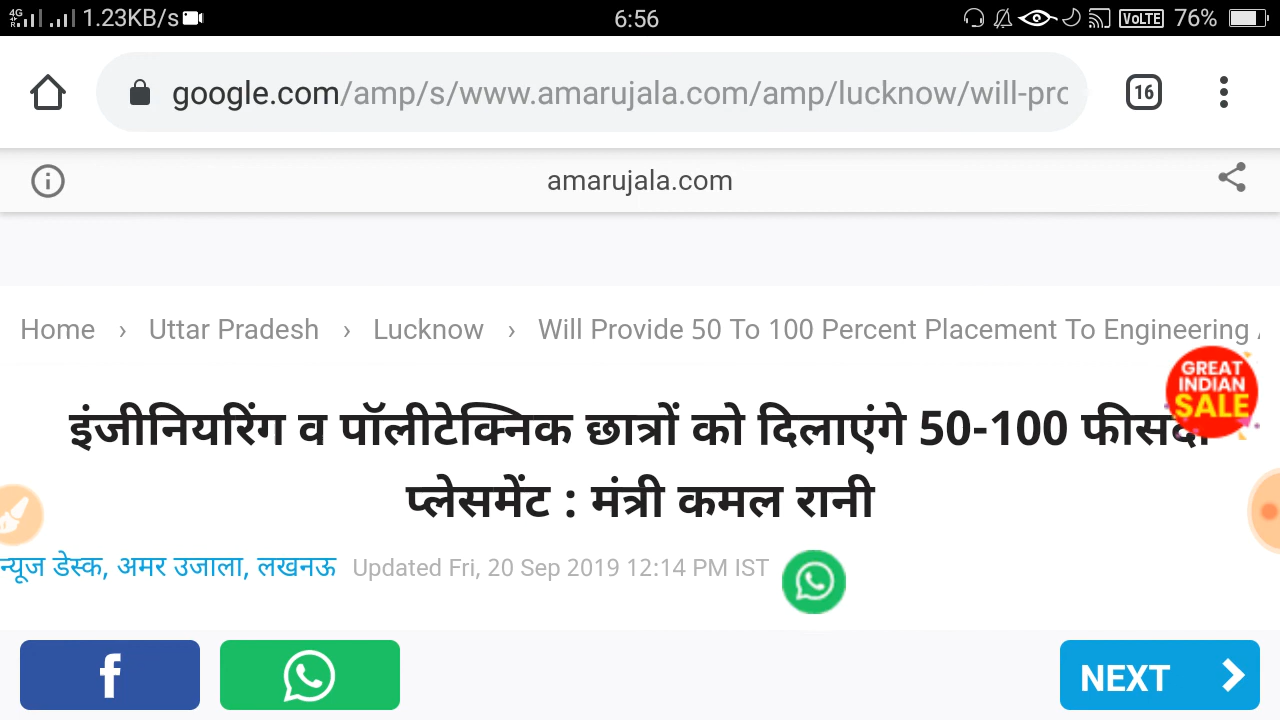 4G R 1.23KB/s 6:56 VoLTE 76%
google.com/amp/s/www.amarujala.com/amp/lucknow/will-pro 16
amarujala.com
Home › Uttar Pradesh › Lucknow › Will Provide 50 To 100 Percent Placement To Engineering
GREAT
INDIAN
SALE
इंजीनियरिंग व पॉलीटेक्निक छात्रों को दिलाएंगे 50-100 फीसदी
प्लेसमेंट : मंत्री कमल रानी
न्यूज डेस्क, अमर उजाला, लखनऊ Updated Fri, 20 Sep 2019 12:14 PM IST
f NEXT